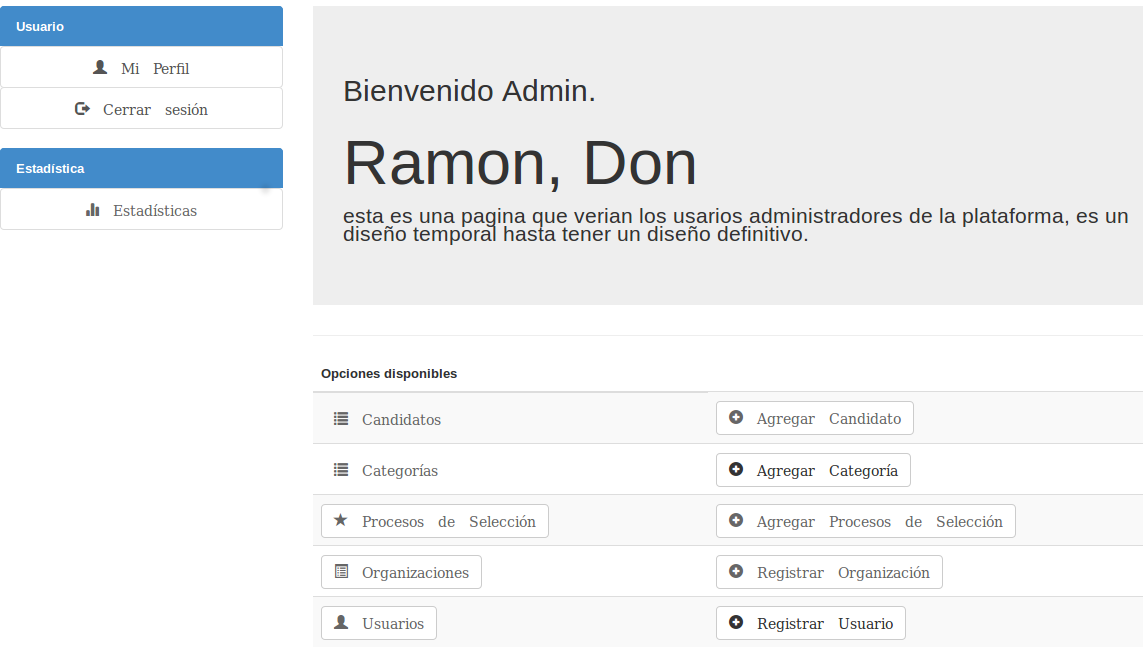 Usuario
Mi Perfil
Cerrar sesión
Estadística
Estadísticas
Bienvenido Admin.
Ramon, Don
esta es una pagina que verian los usarios administradores de la plataforma, es un
diseño temporal hasta tener un diseño definitivo.
Opciones disponibles
Candidatos
Agregar Candidato
Categorías
Agregar Categoría
Procesos de Selección
Agregar Procesos de Selección
Organizaciones
Registrar Organización
Usuarios
Registrar Usuario